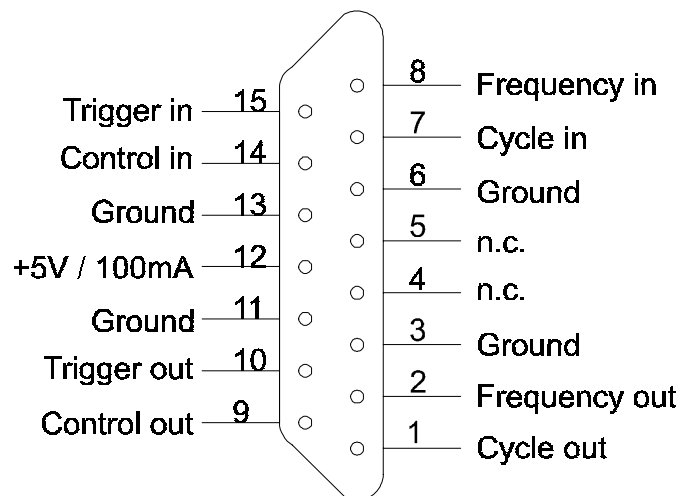 8 Frequency in
Trigger in 15
7 Cycle in
Control in 14
6 Ground
Ground 13
5 n.c.
+5V / 100mA 12
4 n.c.
Ground 11
3 Ground
Trigger out 10
2 Frequency out
Control out 9
1 Cycle out